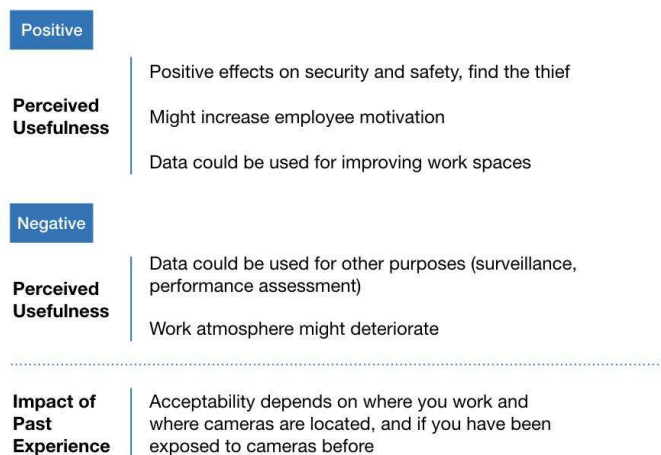 Positive
Perceived
Usefulness
Positive effects on security and safety, find the thief
Might increase employee motivation
Data could be used for improving work spaces
Negative
Perceived
Usefulness
Data could be used for other purposes (surveillance,
performance assessment)
Work atmosphere might deteriorate
Impact of
Past
Experience
Acceptability depends on where you work and
where cameras are located, and if you have been
exposed to cameras before